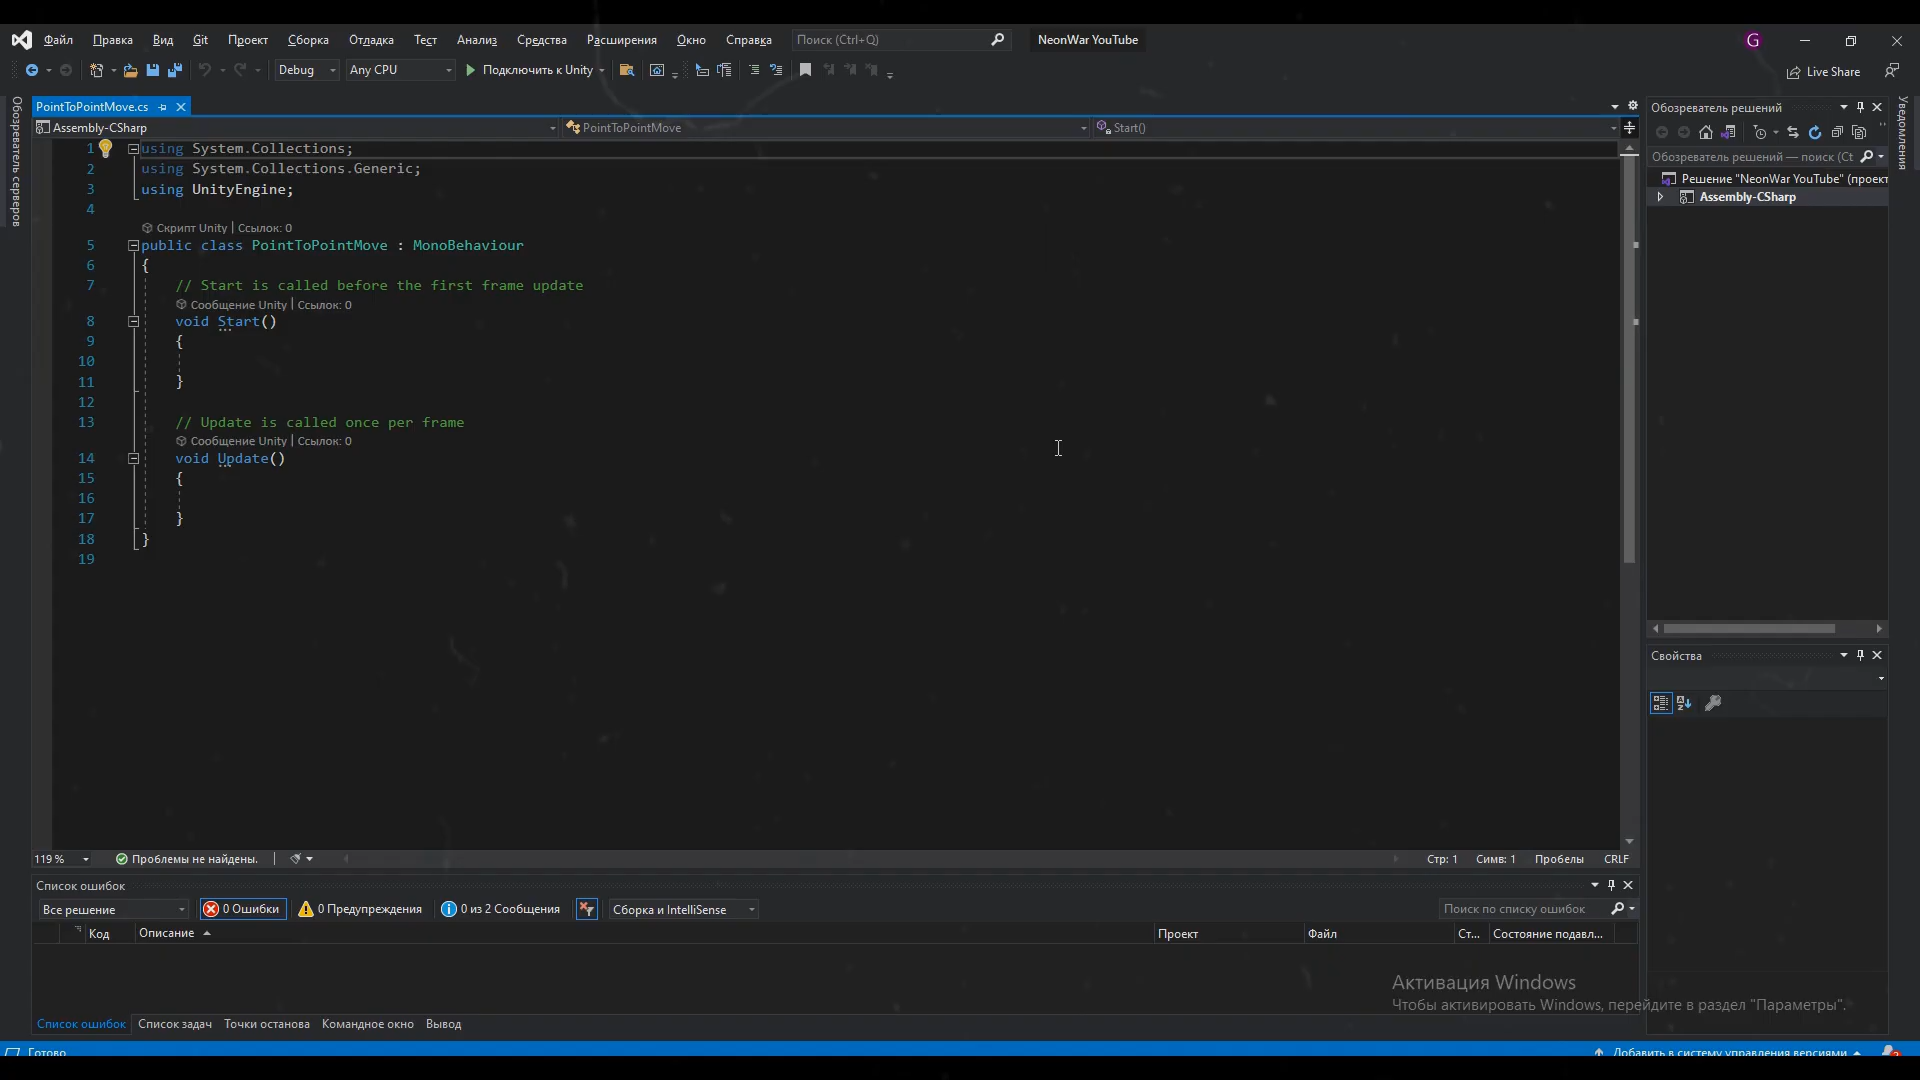 Файл Правка Вид Git Проект Сборка Отладка Тест Анализ Средства Расширения Окно Справка Поиск (Ctrl+Q) NeonWar YouTube G
Debug Any CPU Подключить к Unity Live Share
Обозреватель серверов
PointToPointMove.cs
Assembly-CSharp PointToPointMove Start()
1 using System.Collections;
2 using System.Collections.Generic;
3 using UnityEngine;
4
Скрипт Unity | Ссылок: 0
5 public class PointToPointMove : MonoBehaviour
6 {
7 // Start is called before the first frame update
Сообщение Unity | Ссылок: 0
8 void Start()
9 {
10
11 }
12
13 // Update is called once per frame
Сообщение Unity | Ссылок: 0
14 void Update()
15 {
16
17 }
18 }
19
119 % Проблемы не найдены. Стр: 1 Симв: 1 Пробелы CRLF
Список ошибок
Все решение 0 Ошибки 0 Предупреждения 0 из 2 Сообщения Сборка и IntelliSense Поиск по списку ошибок
Код Описание Проект Файл Ст... Состояние подавл...
Список ошибок Список задач Точки останова Командное окно Вывод
Обозреватель решений
Обозреватель решений — поиск (Ct
Решение "NeonWar YouTube" (проект
Assembly-CSharp
Свойства
Уведомления
Активация Windows
Чтобы активировать Windows, перейдите в раздел "Параметры".
Готово Добавить в систему управления версиями